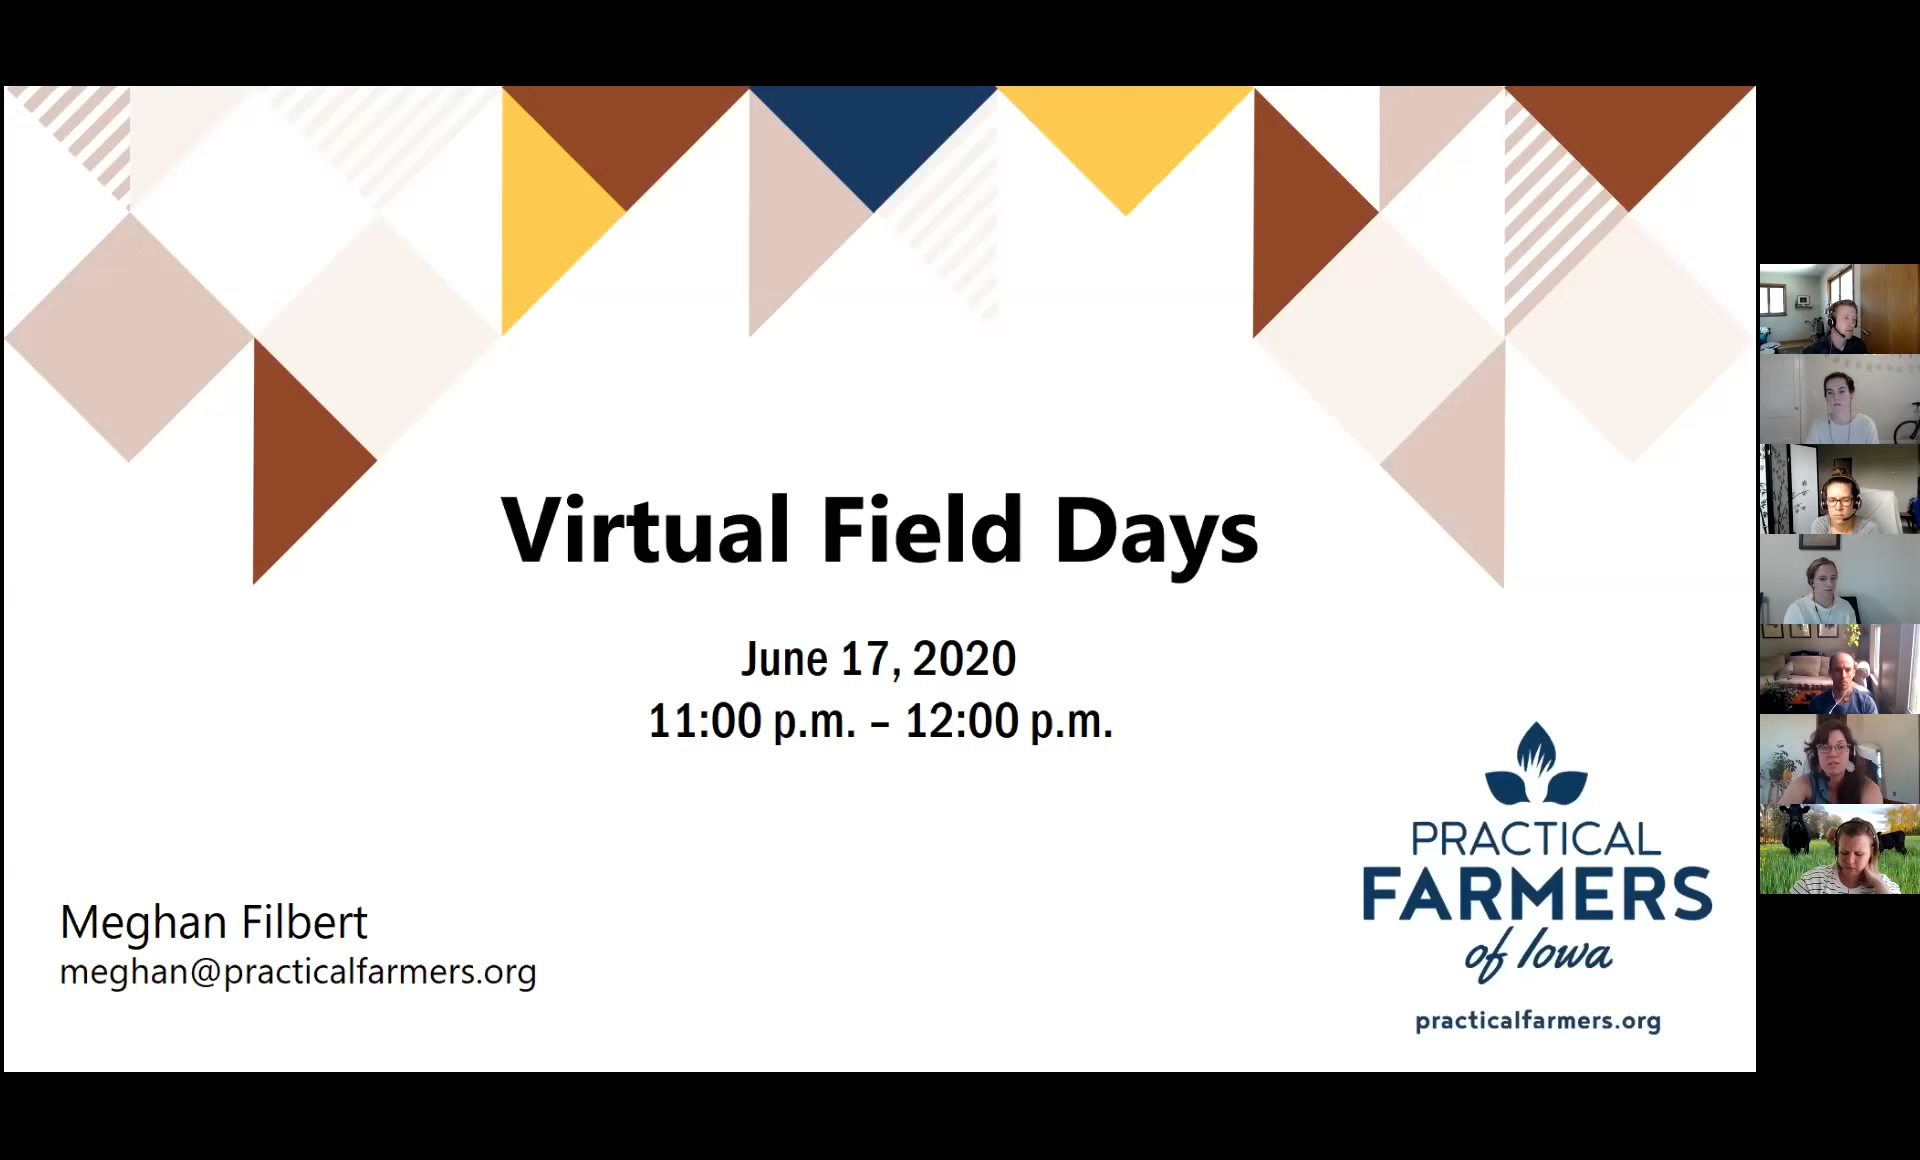 Virtual Field Days
June 17, 2020
11:00 p.m. – 12:00 p.m.
Meghan Filbert
meghan@practicalfarmers.org
PRACTICAL
FARMERS
of Iowa
practicalfarmers.org